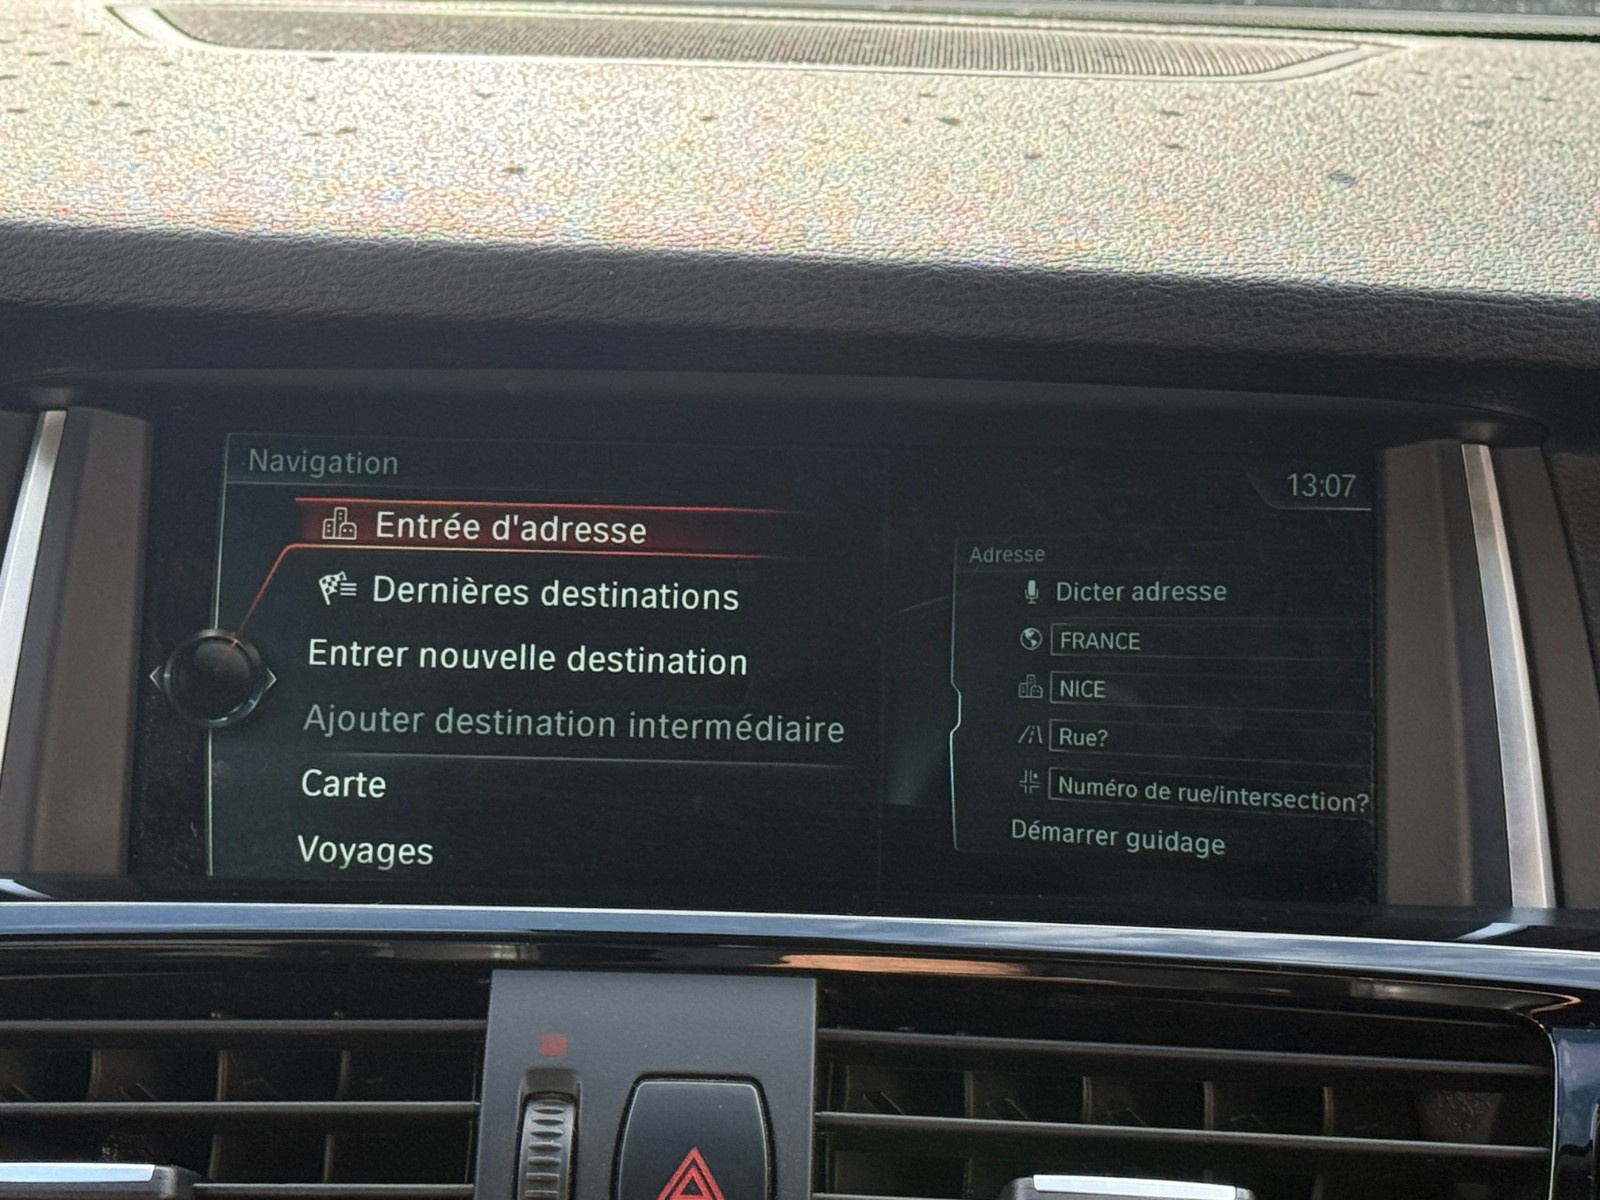 Navigation
13:07
Entrée d'adresse
Dernières destinations
Entrer nouvelle destination
Ajouter destination intermédiaire
Carte
Voyages
Adresse
Dicter adresse
FRANCE
NICE
Rue?
Numéro de rue/intersection?
Démarrer guidage